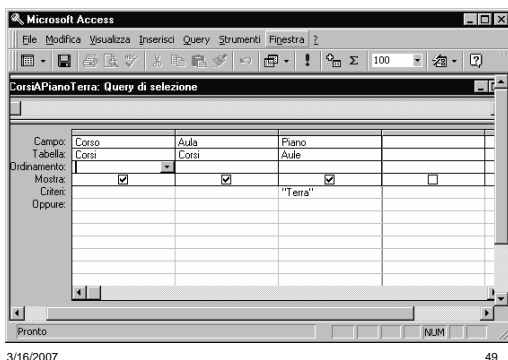 Microsoft Access
File Modifica Visualizza Inserisci Query Strumenti Finestra ?
Σ 100
CorsiAPianoTerra: Query di selezione
Campo: Corso Aula Piano
Tabella: Corsi Corsi Aule
Ordinamento:
Mostra:
Criteri: "Terra"
Oppure:
Pronto NUM
3/16/2007 49